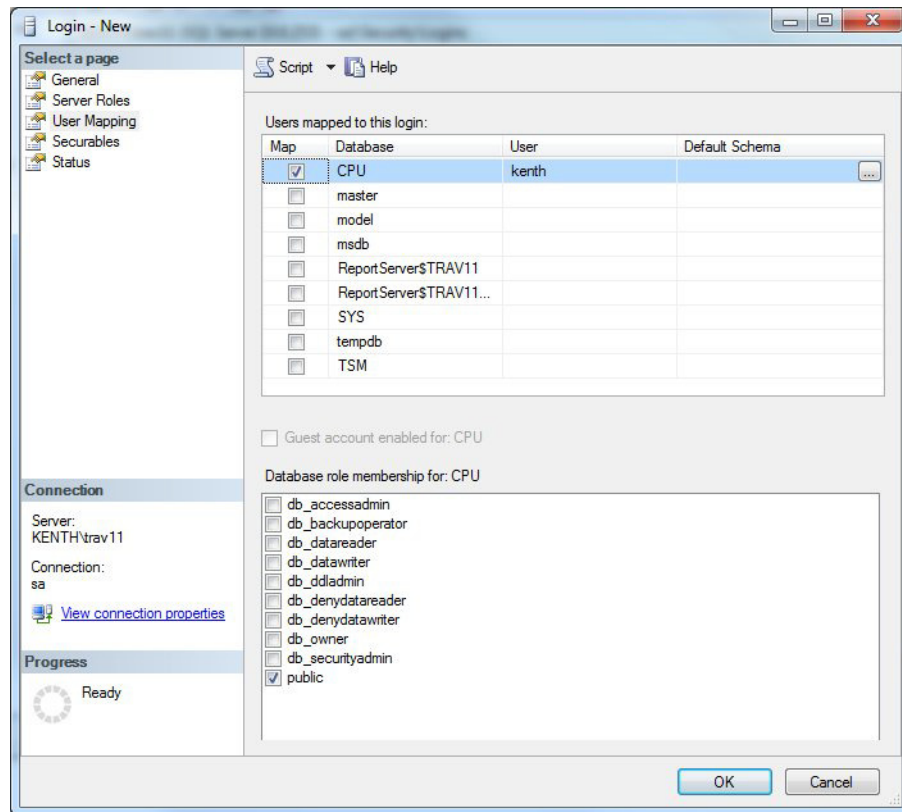 Login - New
Select a page
General
Server Roles
User Mapping
Securables
Status
Script Help
Users mapped to this login:
Map Database User Default Schema
CPU kenth ...
master
model
msdb
ReportServer$TRAV11
ReportServer$TRAV11...
SYS
tempdb
TSM
Guest account enabled for: CPU
Database role membership for: CPU
db_accessadmin
db_backupoperator
db_datareader
db_datawriter
db_ddladmin
db_denydatareader
db_denydatawriter
db_owner
db_securityadmin
public
Connection
Server:
KENTH\trav11
Connection:
sa
View connection properties
Progress
Ready
OK Cancel